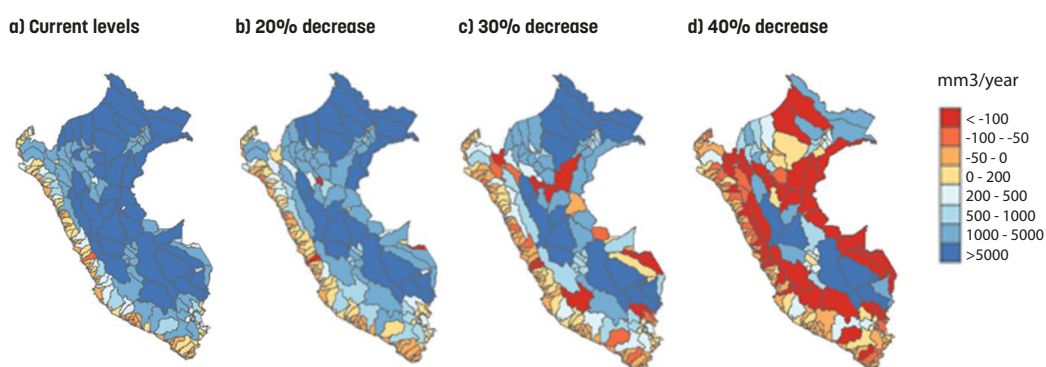 a) Current levels
b) 20% decrease
c) 30% decrease
d) 40% decrease
mm3/year
< -100
-100 - -50
-50 - 0
0 - 200
200 - 500
500 - 1000
1000 - 5000
>5000